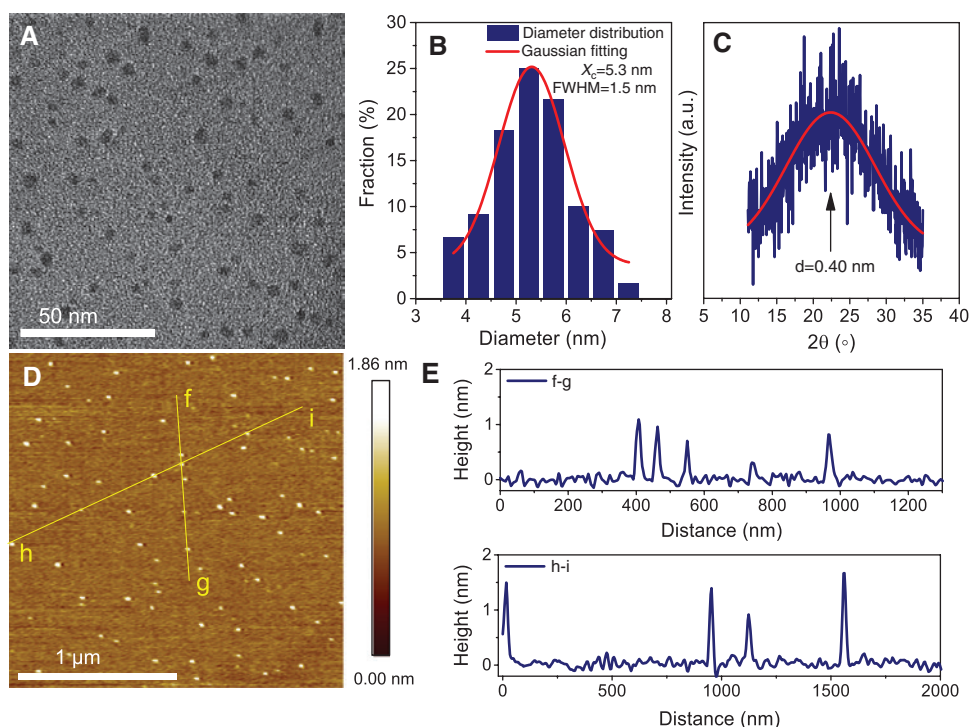 A
50 nm
B
Diameter distribution
Gaussian fitting
Xc=5.3 nm
FWHM=1.5 nm
Fraction (%)
30
25
20
15
10
5
0
3 4 5 6 7 8
Diameter (nm)
C
Intensity (a.u.)
d=0.40 nm
5 10 15 20 25 30 35 40
2θ (°)
D
f
i
h
g
1 µm
1.86 nm
0.00 nm
E
f-g
Height (nm)
2
1
0
0 200 400 600 800 1000 1200
Distance (nm)
h-i
Height (nm)
2
1
0
0 500 1000 1500 2000
Distance (nm)